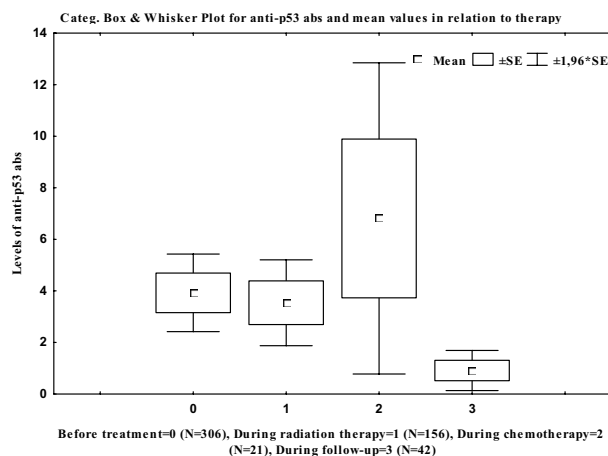 Categ. Box & Whisker Plot for anti-p53 abs and mean values in relation to therapy
14
12
10
8
6
4
2
0
Levels of anti-p53 abs
Mean ±SE ±1,96*SE
0 1 2 3
Before treatment=0 (N=306), During radiation therapy=1 (N=156), During chemotherapy=2
(N=21), During follow-up=3 (N=42)